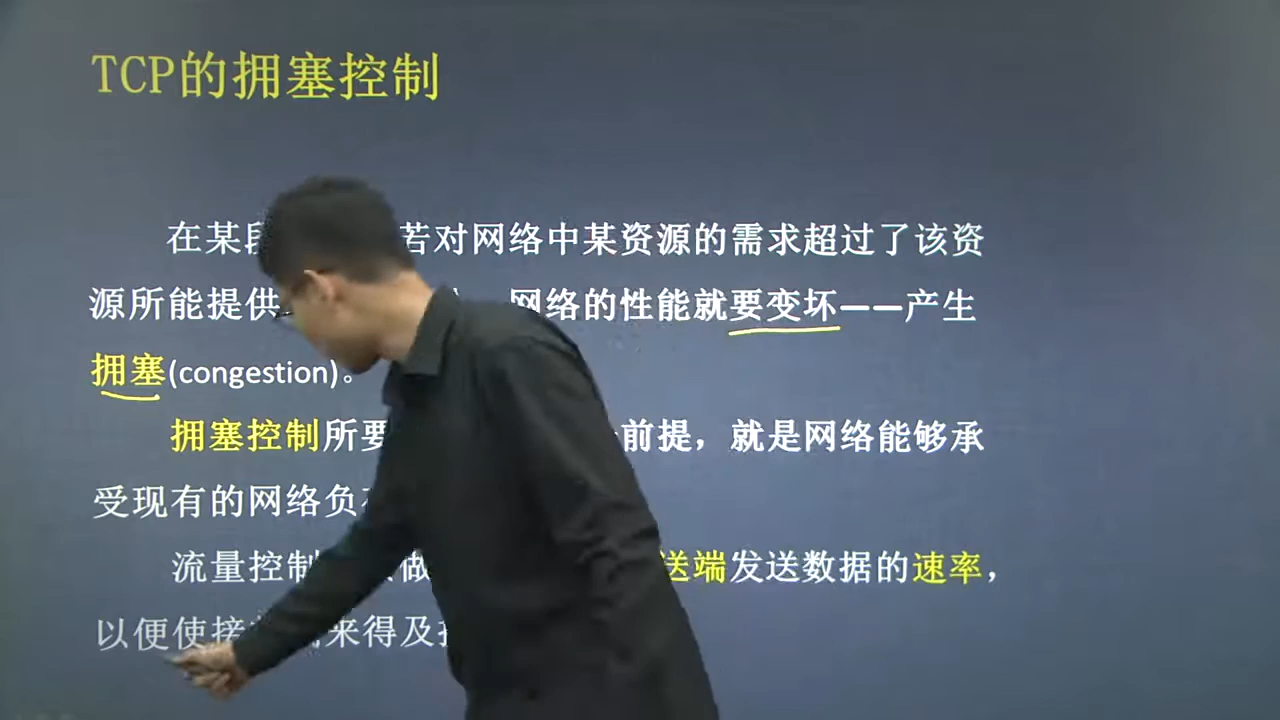 TCP的拥塞控制
在某段 若对网络中某资源的需求超过了该资
源所能提供 网络的性能就要变坏——产生
拥塞(congestion)。
拥塞控制所要 前提，就是网络能够承
受现有的网络负
流量控制 做 送端发送数据的速率，
以便使接 来得及